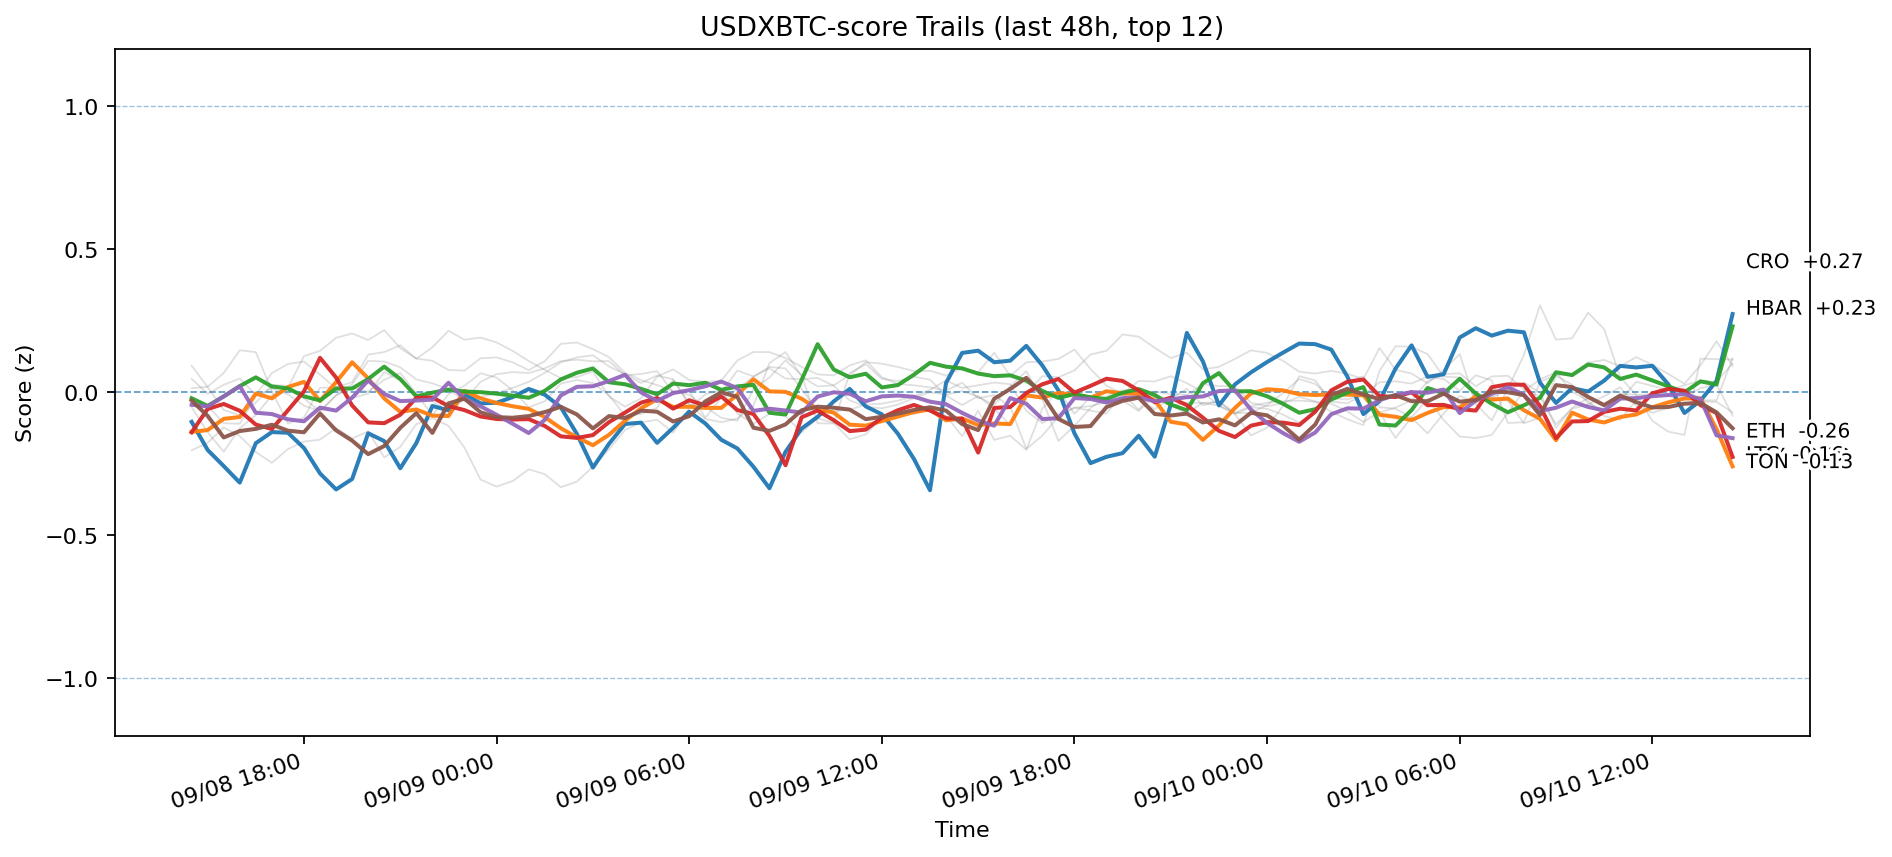 USDXBTC-score Trails (last 48h, top 12)
Score (z)
1.0
0.5
0.0
−0.5
−1.0
CRO +0.27
HBAR +0.23
ETH -0.26
TON -0.13
09/08 18:00
09/09 00:00
09/09 06:00
09/09 12:00
09/09 18:00
09/10 00:00
09/10 06:00
09/10 12:00
Time